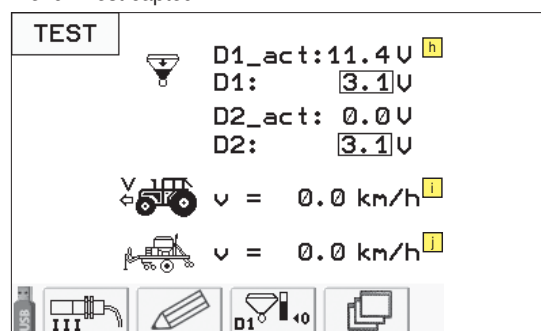 TEST
D1_act:11.4V h
D1: 3.1V
D2_act: 0.0V
D2: 3.1V
V
v = 0.0 km/h i
v = 0.0 km/h j
USB
III
D1 0